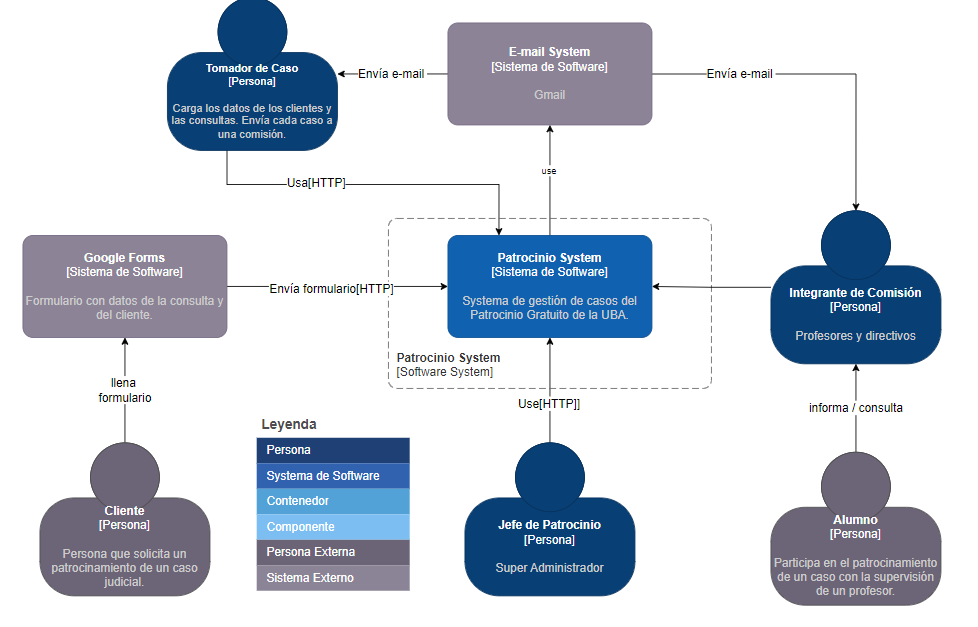 E-mail System
[Sistema de Software]
Gmail
Tomador de Caso
[Persona]
Carga los datos de los clientes y
las consultas. Envía cada caso a
una comisión.
Envía e-mail
Envía e-mail
use
Usa[HTTP]
Google Forms
[Sistema de Software]
Formulario con datos de la consulta y
del cliente.
Envía formulario[HTTP]
Patrocinio System
[Sistema de Software]
Systema de gestión de casos del
Patrocinio Gratuito de la UBA.
Patrocinio System
[Software System]
Integrante de Comisión
[Persona]
Profesores y directivos
llena
formulario
Use[HTTP]]
informa / consulta
Leyenda
Persona
Systema de Software
Contenedor
Componente
Persona Externa
Sistema Externo
Cliente
[Persona]
Persona que solicita un
patrocinamiento de un caso
judicial.
Jefe de Patrocinio
[Persona]
Super Administrador
Alumno
[Persona]
Participa en el patrocinamiento
de un caso con la supervisión
de un profesor.